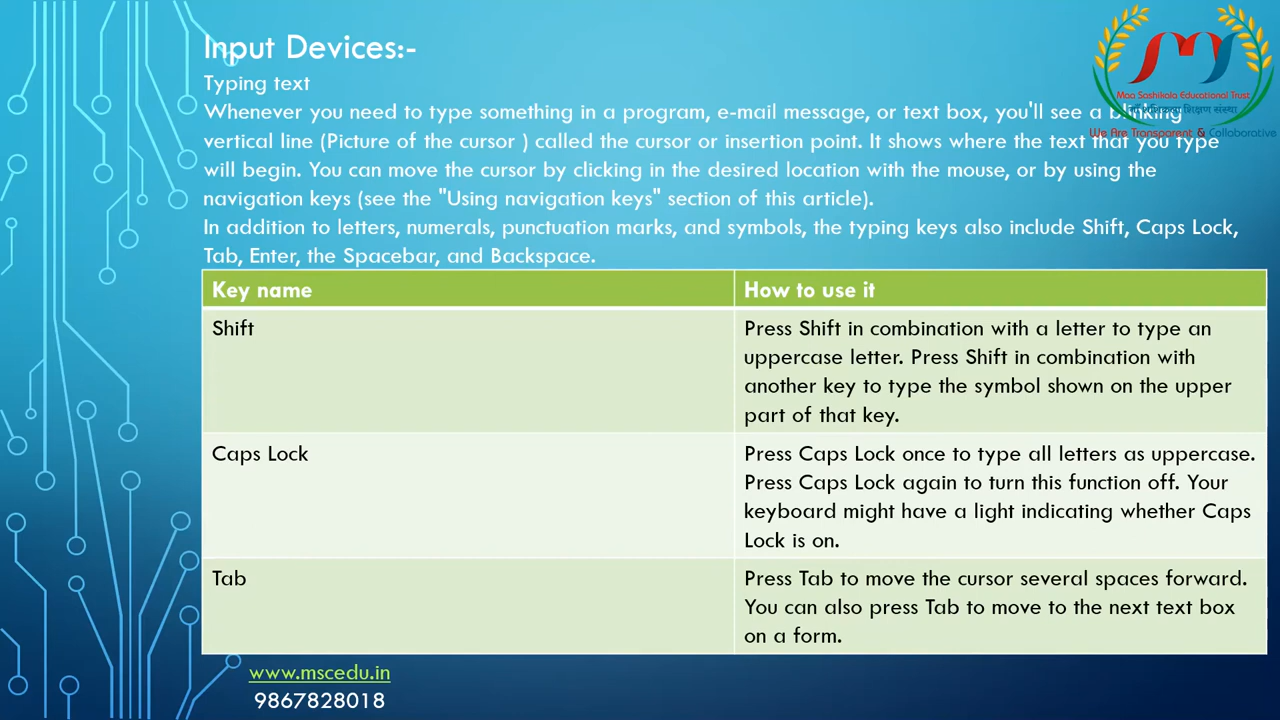 Input Devices:-
Typing text
Whenever you need to type something in a program, e-mail message, or text box, you'll see a blinking
vertical line (Picture of the cursor ) called the cursor or insertion point. It shows where the text that you type
will begin. You can move the cursor by clicking in the desired location with the mouse, or by using the
navigation keys (see the "Using navigation keys" section of this article).
In addition to letters, numerals, punctuation marks, and symbols, the typing keys also include Shift, Caps Lock,
Tab, Enter, the Spacebar, and Backspace.
Maa Sashikala Educational Trust
माँ शशिकला शिक्षण संस्था
We Are Transparent & Collaborative
Key name
How to use it
Shift
Press Shift in combination with a letter to type an
uppercase letter. Press Shift in combination with
another key to type the symbol shown on the upper
part of that key.
Caps Lock
Press Caps Lock once to type all letters as uppercase.
Press Caps Lock again to turn this function off. Your
keyboard might have a light indicating whether Caps
Lock is on.
Tab
Press Tab to move the cursor several spaces forward.
You can also press Tab to move to the next text box
on a form.
www.mscedu.in
9867828018